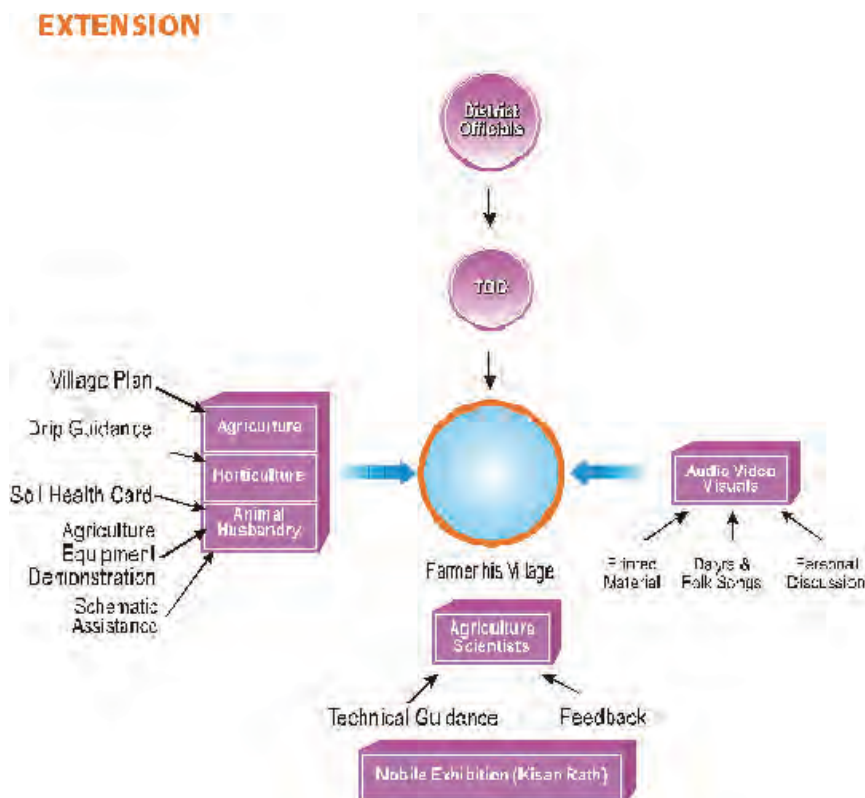 EXTENSION
District
Officials
Village Plan
Drip Guidance
Soil Health Card
Agriculture
Equipment
Demonstration
Schematic
Assistance
Agriculture
Horticulture
Animal
Husbandry
Farmer his Village
Audio Video
Visuals
Printed
Material
Dayra &
Folk Songs
Personal
Discussion
Agriculture
Scientists
Technical Guidance
Feedback
Mobile Exhibition (Kisan Rath)